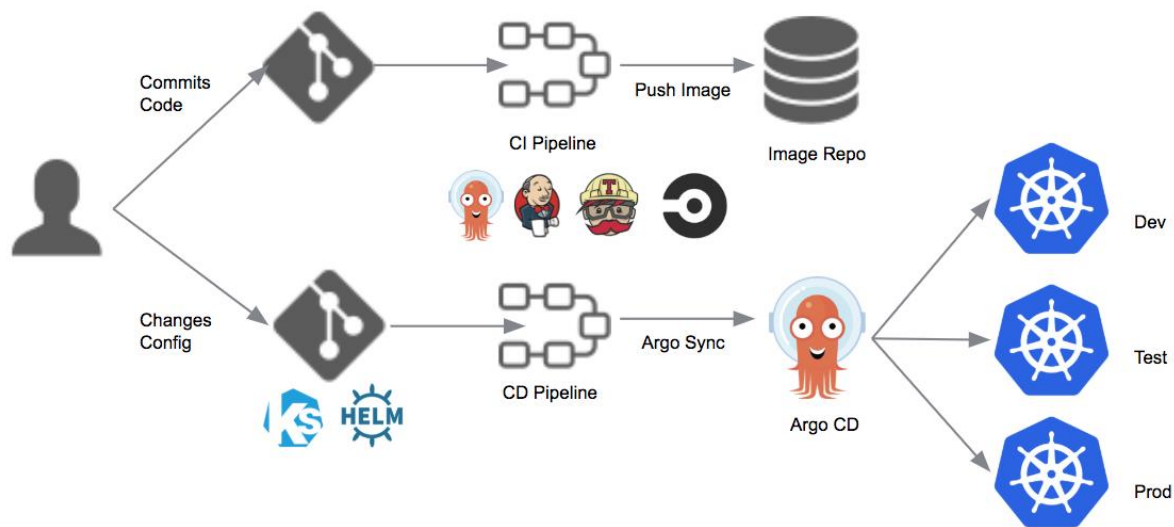 Commits
Code
Push Image
CI Pipeline
Image Repo
T
Dev
Changes
Config
Argo Sync
Test
CD Pipeline
Argo CD
KS
HELM
Prod